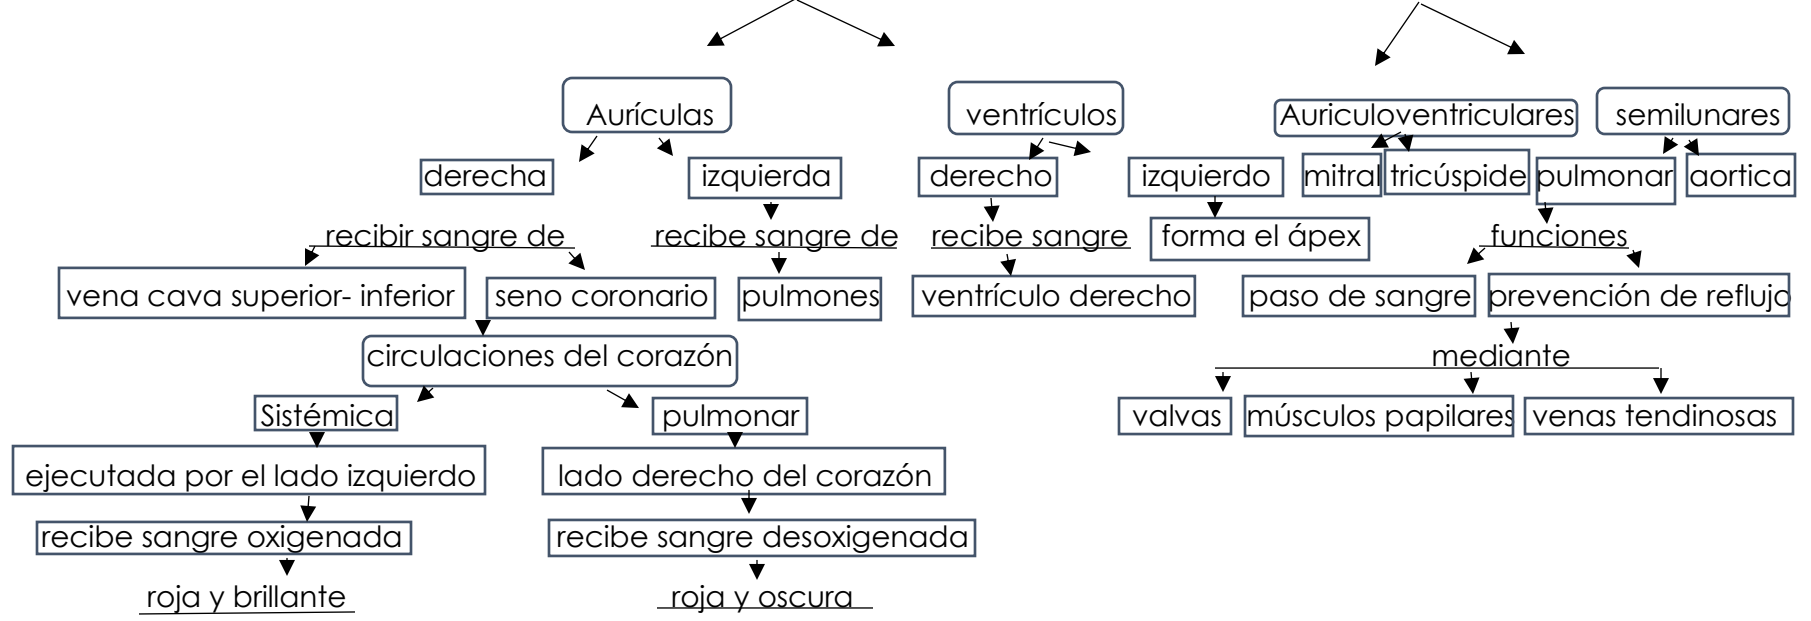 Aurículas
ventrículos
Auriculoventriculares
semilunares
derecha
izquierda
derecho
izquierdo
mitral
tricúspide
pulmonar
aortica
recibir sangre de
recibe sangre de
recibe sangre
forma el ápex
funciones
vena cava superior- inferior
seno coronario
pulmones
ventrículo derecho
paso de sangre
prevención de reflujo
circulaciones del corazón
mediante
Sistémica
pulmonar
valvas
músculos papilares
venas tendinosas
ejecutada por el lado izquierdo
lado derecho del corazón
recibe sangre oxigenada
recibe sangre desoxigenada
roja y brillante
roja y oscura